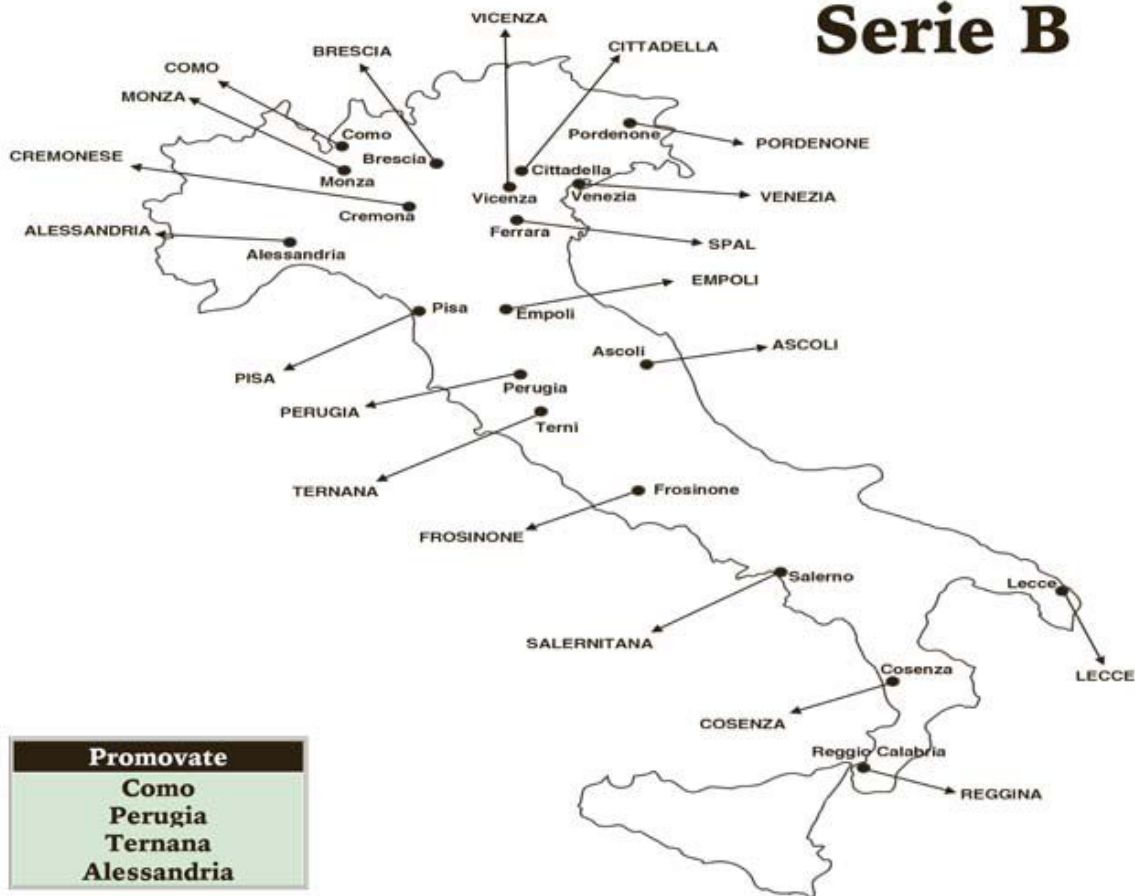 Serie B
VICENZA
BRESCIA
CITTADELLA
COMO
MONZA
Como
Pordenone
PORDENONE
CREMONESE
Brescia
Cittadella
Monza
Vicenza
Venezia
VENEZIA
Cremona
ALESSANDRIA
Ferrara
SPAL
Alessandria
EMPOLI
Pisa
Empoli
Ascoli
ASCOLI
PISA
Perugia
PERUGIA
Terni
TERNANA
Frosinone
FROSINONE
Salerno
Lecce
SALERNITANA
Cosenza
LECCE
COSENZA
Reggio Calabria
REGGINA
Promovate
Como
Perugia
Ternana
Alessandria